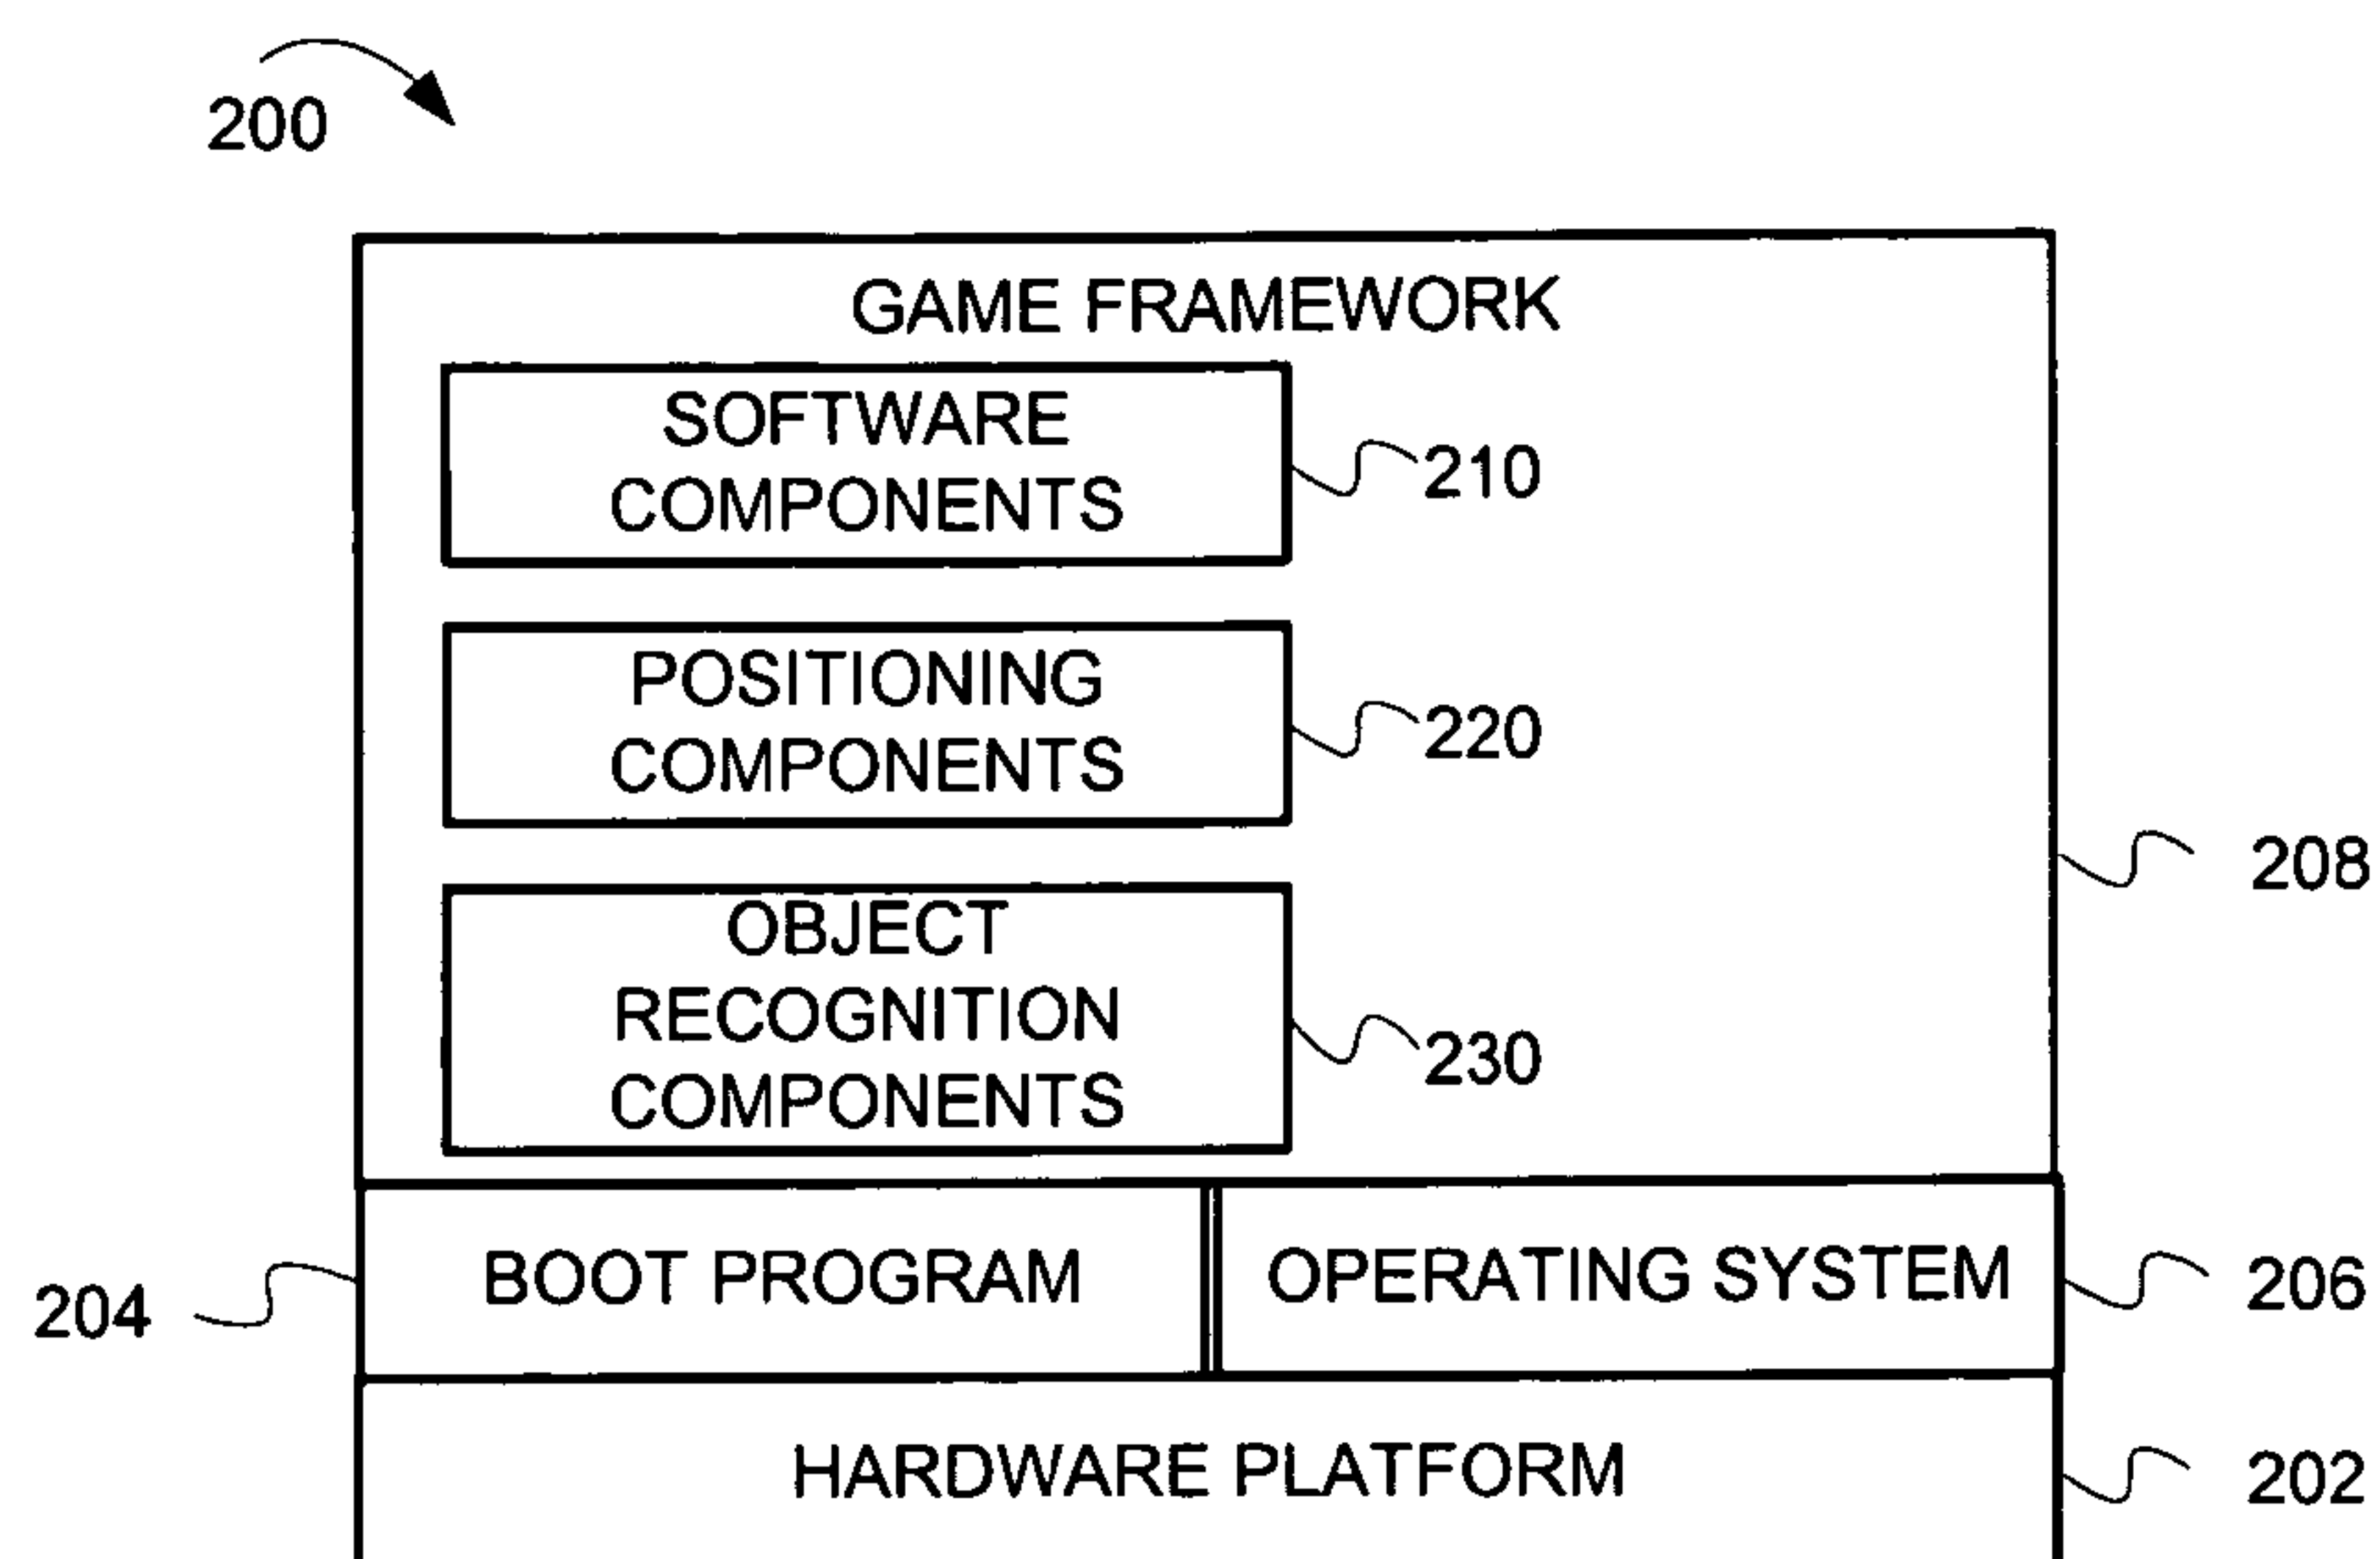 200
GAME FRAMEWORK
SOFTWARE
COMPONENTS
210
POSITIONING
COMPONENTS
220
208
OBJECT
RECOGNITION
COMPONENTS
230
204
BOOT PROGRAM
OPERATING SYSTEM
206
HARDWARE PLATFORM
202